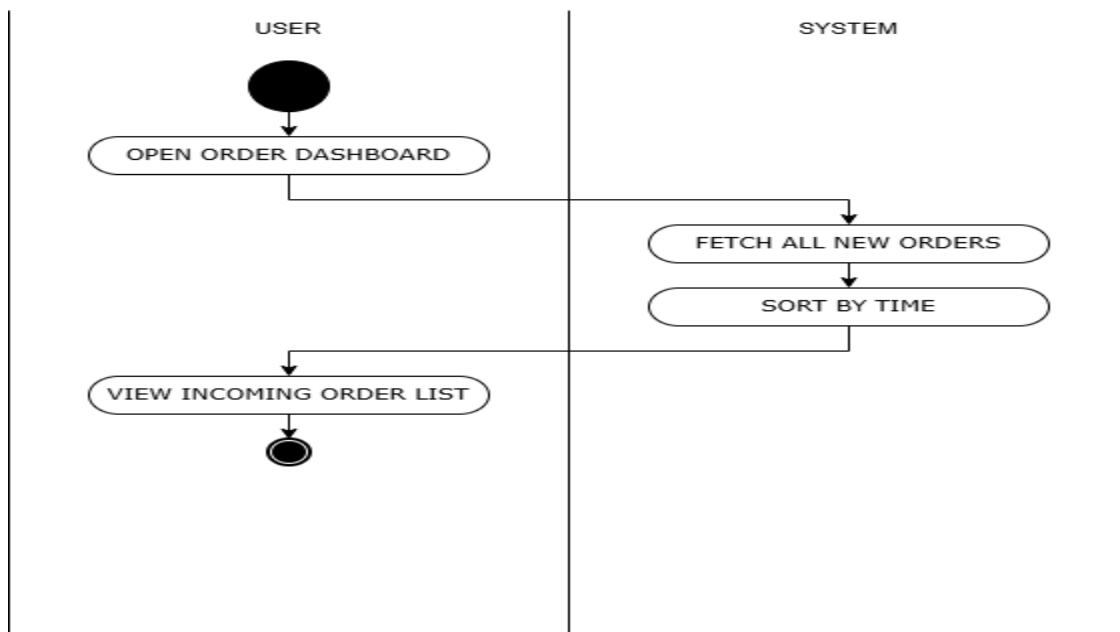 USER
SYSTEM
OPEN ORDER DASHBOARD
FETCH ALL NEW ORDERS
SORT BY TIME
VIEW INCOMING ORDER LIST